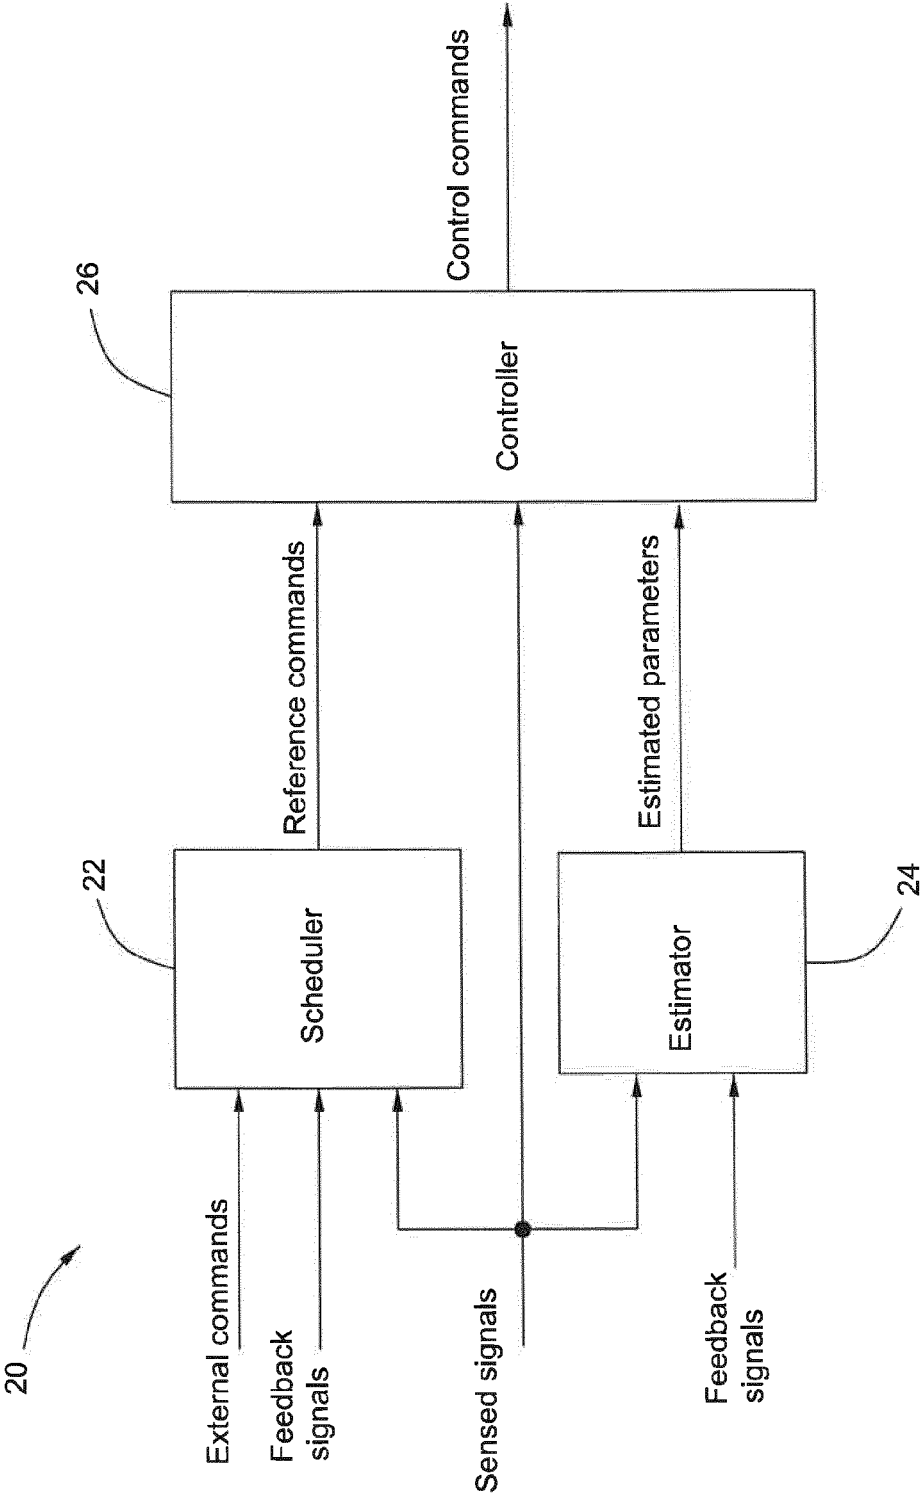 20
External commands
Feedback
signals
Sensed signals
Feedback
signals
22
Scheduler
24
Estimator
Reference commands
Estimated parameters
26
Controller
Control commands